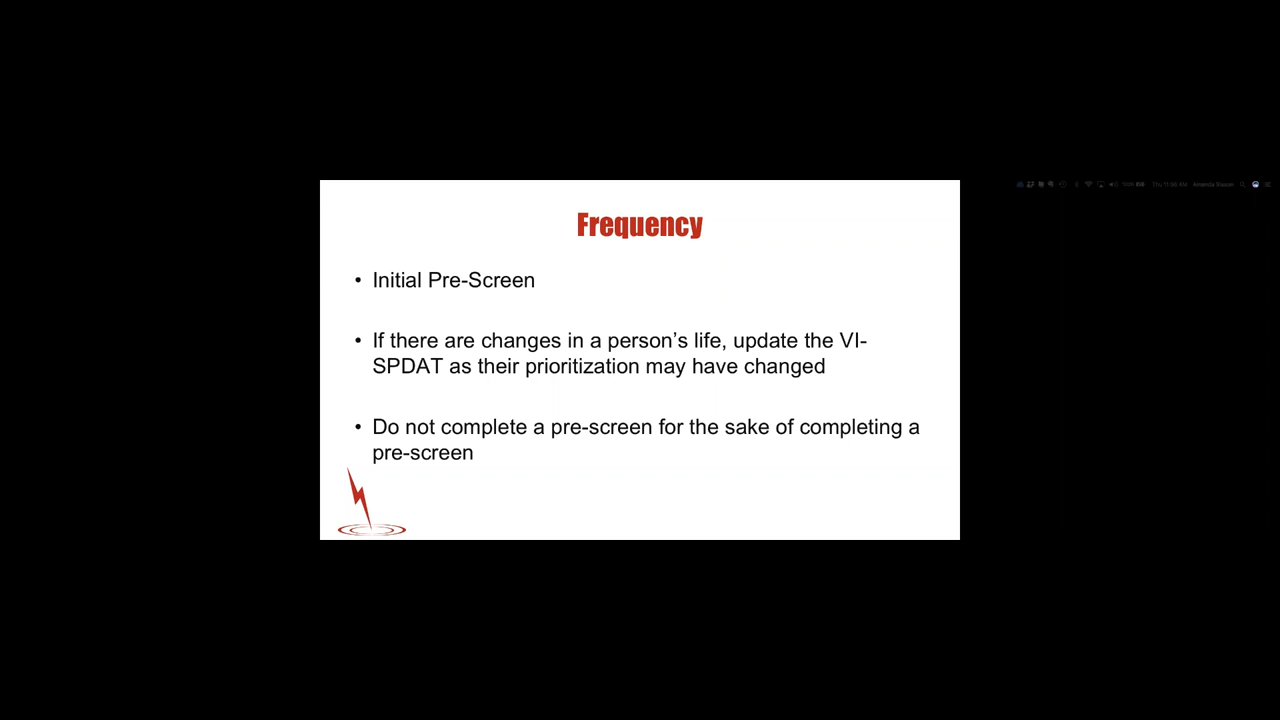 Frequency
• Initial Pre-Screen
• If there are changes in a person's life, update the VI-
SPDAT as their prioritization may have changed
• Do not complete a pre-screen for the sake of completing a
pre-screen